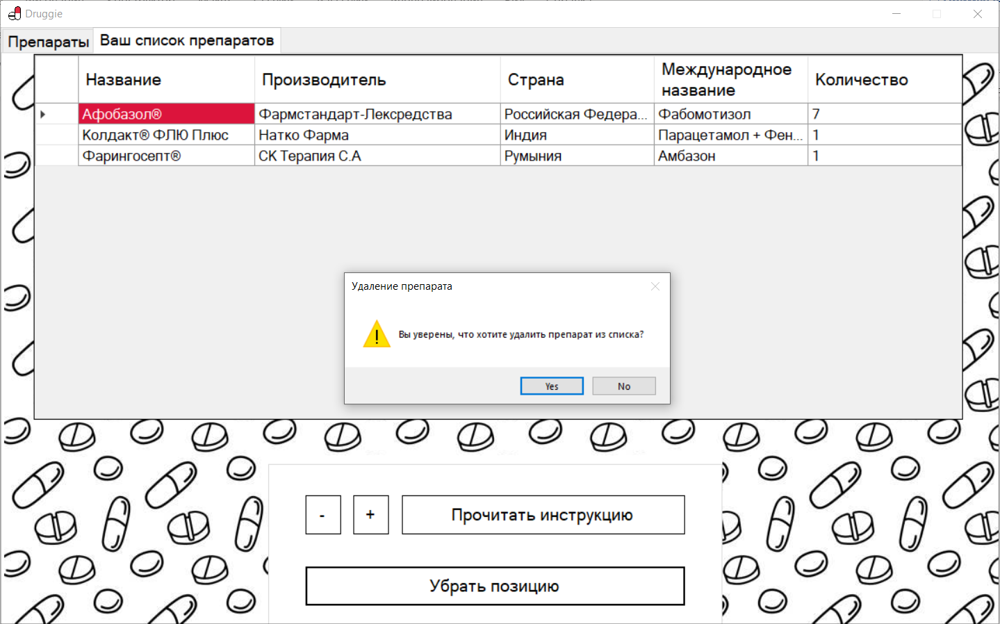 Druggie
Препараты
Ваш список препаратов
Название
Производитель
Страна
Международное
название
Количество
Афобазол®
Фармстандарт-Лексредства
Российская Федера...
Фабомотизол
7
Колдакт® ФЛЮ Плюс
Натко Фарма
Индия
Парацетамол + Фен...
1
Фарингосепт®
СК Терапия С.А
Румыния
Амбазон
1
Удаление препарата
Вы уверены, что хотите удалить препарат из списка?
Yes
No
-
+
Прочитать инструкцию
Убрать позицию